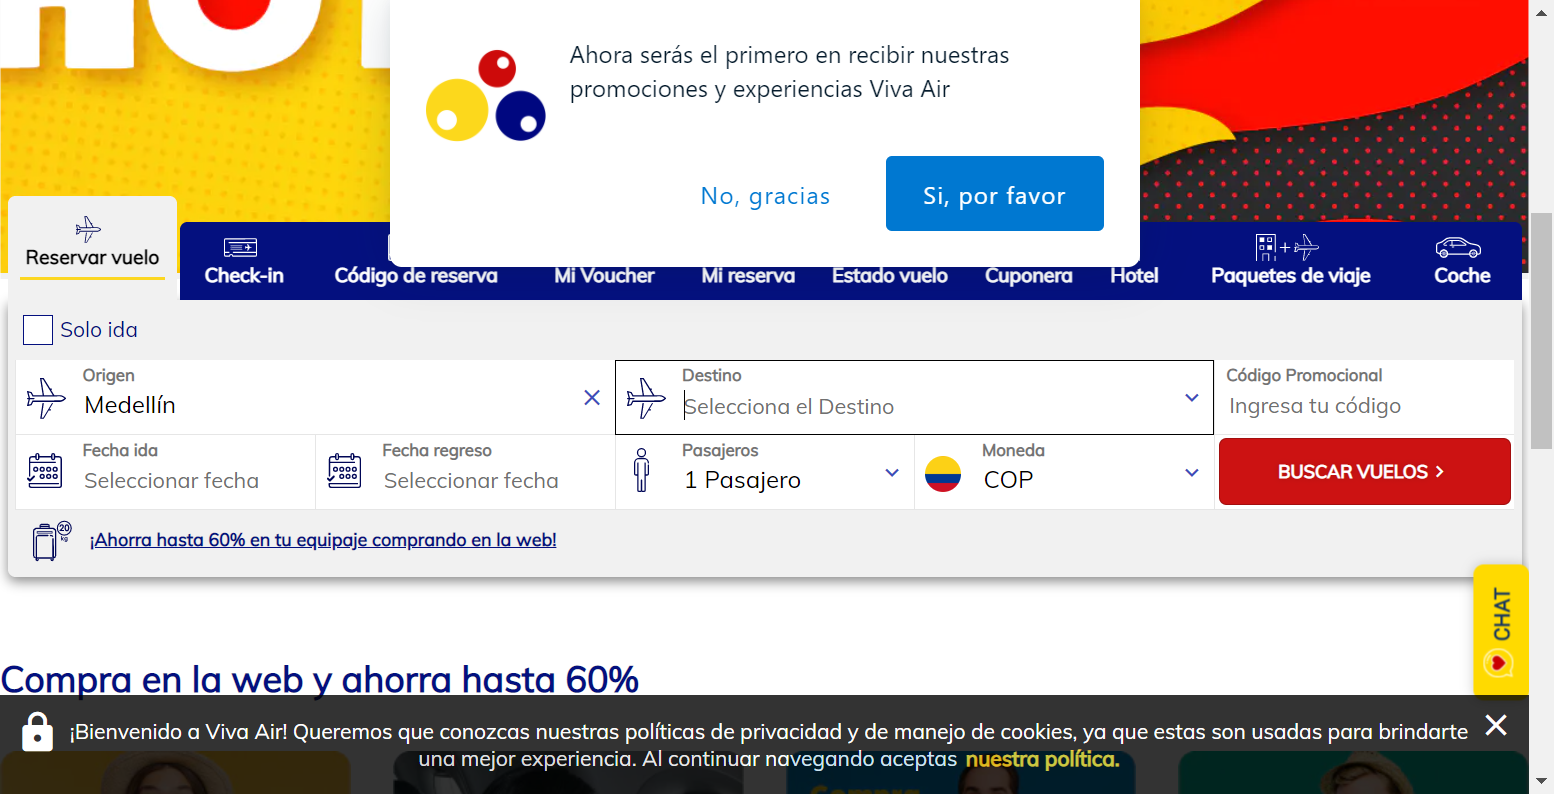 HO
Ahora serás el primero en recibir nuestras
promociones y experiencias Viva Air
No, gracias
Si, por favor
Reservar vuelo
Check-in
Código de reserva
Mi Voucher
Mi reserva
Estado vuelo
Cuponera
Hotel
Paquetes de viaje
Coche
Solo ida
Origen
Medellín
Destino
Selecciona el Destino
Código Promocional
Ingresa tu código
Fecha ida
Seleccionar fecha
Fecha regreso
Seleccionar fecha
Pasajeros
1 Pasajero
Moneda
COP
BUSCAR VUELOS >
20
kg
¡Ahorra hasta 60% en tu equipaje comprando en la web!
CHAT
Compra en la web y ahorra hasta 60%
¡Bienvenido a Viva Air! Queremos que conozcas nuestras políticas de privacidad y de manejo de cookies, ya que estas son usadas para brindarte
una mejor experiencia. Al continuar navegando aceptas nuestra política.
Compra